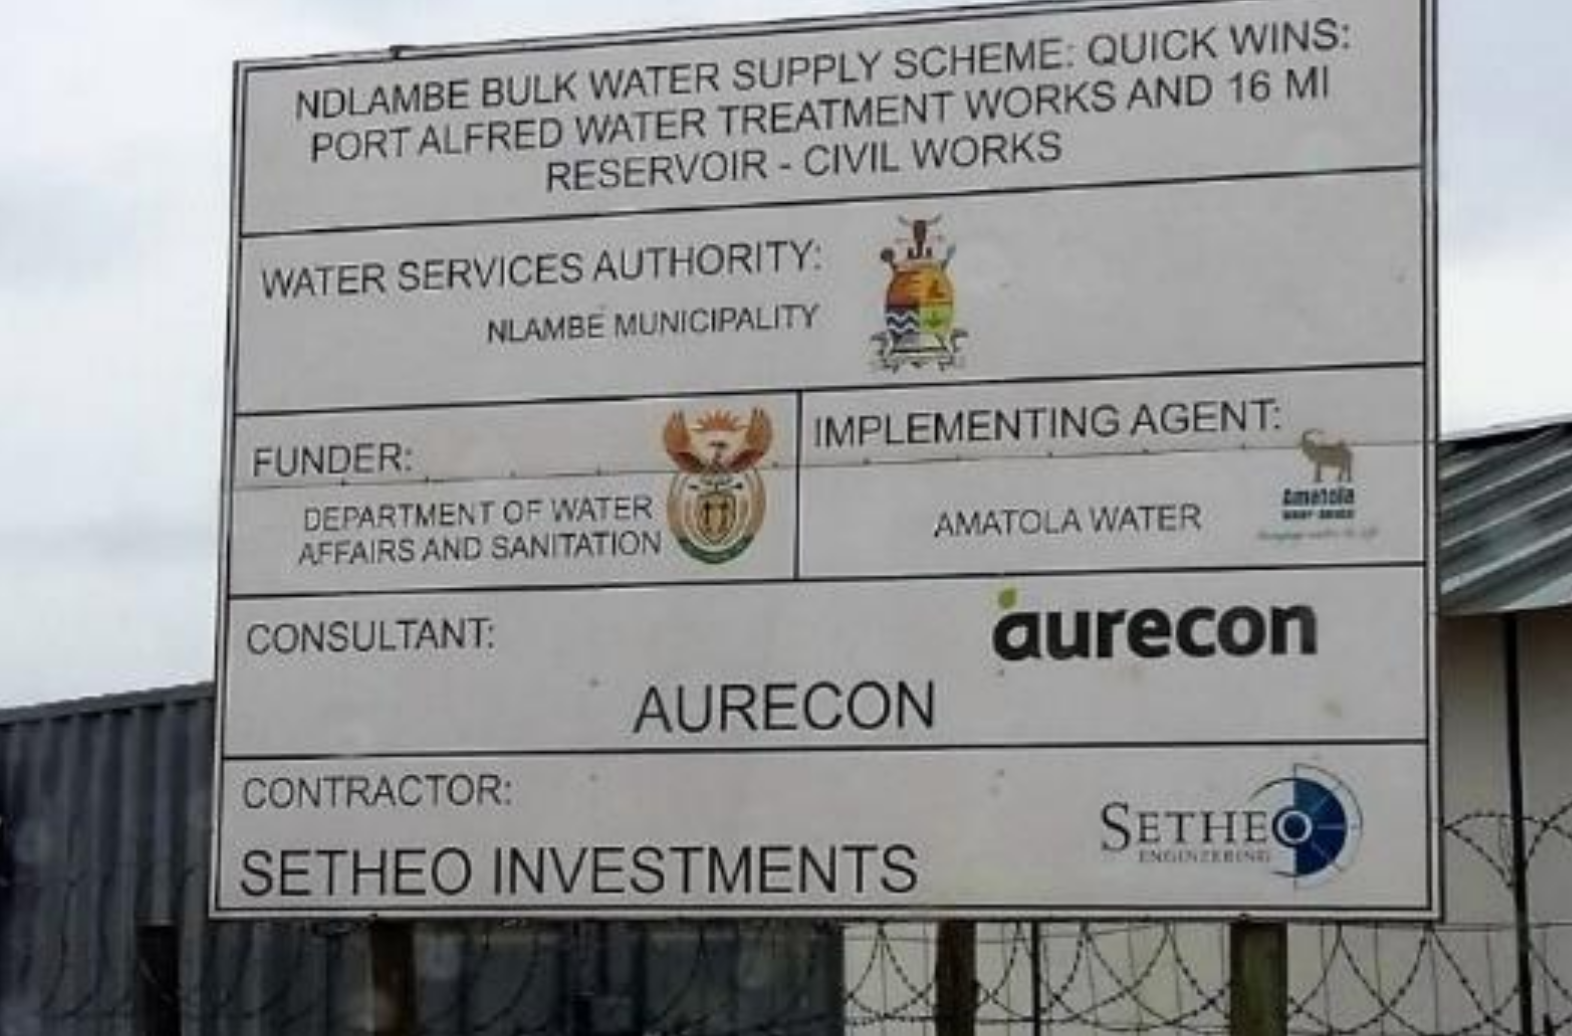 NDLAMBE BULK WATER SUPPLY SCHEME: QUICK WINS:
PORT ALFRED WATER TREATMENT WORKS AND 16 Ml
RESERVOIR - CIVIL WORKS
WATER SERVICES AUTHORITY:
NLAMBE MUNICIPALITY
FUNDER:
DEPARTMENT OF WATER
AFFAIRS AND SANITATION
IMPLEMENTING AGENT:
AMATOLA WATER
Amatola
CONSULTANT:
aurecon
AURECON
CONTRACTOR:
SETHEO INVESTMENTS
SETHEO
ENGINEERING